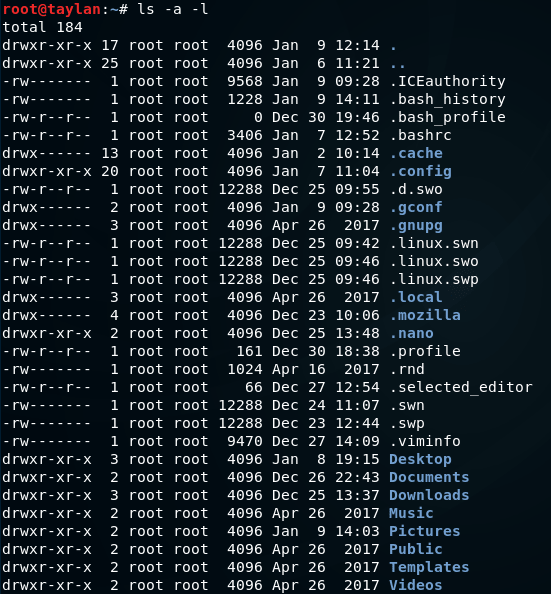 root@taylan:~# ls -a -l
total 184
drwxr-xr-x 17 root root  4096 Jan  9 12:14 .
drwxr-xr-x 25 root root  4096 Jan  6 11:21 ..
-rw-------  1 root root  9568 Jan  9 09:28 .ICEauthority
-rw-------  1 root root  1228 Jan  9 14:11 .bash_history
-rw-r--r--  1 root root     0 Dec 30 19:46 .bash_profile
-rw-r--r--  1 root root  3406 Jan  7 12:52 .bashrc
drwx------ 13 root root  4096 Jan  2 10:14 .cache
drwxr-xr-x 20 root root  4096 Jan  7 11:04 .config
-rw-r--r--  1 root root 12288 Dec 25 09:55 .d.swo
drwx------  2 root root  4096 Jan  9 09:28 .gconf
drwx------  3 root root  4096 Apr 26  2017 .gnupg
-rw-r--r--  1 root root 12288 Dec 25 09:42 .linux.swn
-rw-r--r--  1 root root 12288 Dec 25 09:46 .linux.swo
-rw-r--r--  1 root root 12288 Dec 25 09:46 .linux.swp
drwx------  3 root root  4096 Apr 26  2017 .local
drwx------  4 root root  4096 Dec 23 10:06 .mozilla
drwxr-xr-x  2 root root  4096 Dec 25 13:48 .nano
-rw-r--r--  1 root root   161 Dec 30 18:38 .profile
-rw-------  1 root root  1024 Apr 16  2017 .rnd
-rw-r--r--  1 root root    66 Dec 27 12:54 .selected_editor
-rw-------  1 root root 12288 Dec 24 11:07 .swn
-rw-------  1 root root 12288 Dec 23 12:44 .swp
-rw-------  1 root root  9470 Dec 27 14:09 .viminfo
drwxr-xr-x  3 root root  4096 Jan  8 19:15 Desktop
drwxr-xr-x  2 root root  4096 Dec 26 22:43 Documents
drwxr-xr-x  3 root root  4096 Dec 25 13:37 Downloads
drwxr-xr-x  2 root root  4096 Apr 26  2017 Music
drwxr-xr-x  2 root root  4096 Jan  9 14:03 Pictures
drwxr-xr-x  2 root root  4096 Apr 26  2017 Public
drwxr-xr-x  2 root root  4096 Apr 26  2017 Templates
drwxr-xr-x  2 root root  4096 Apr 26  2017 Videos